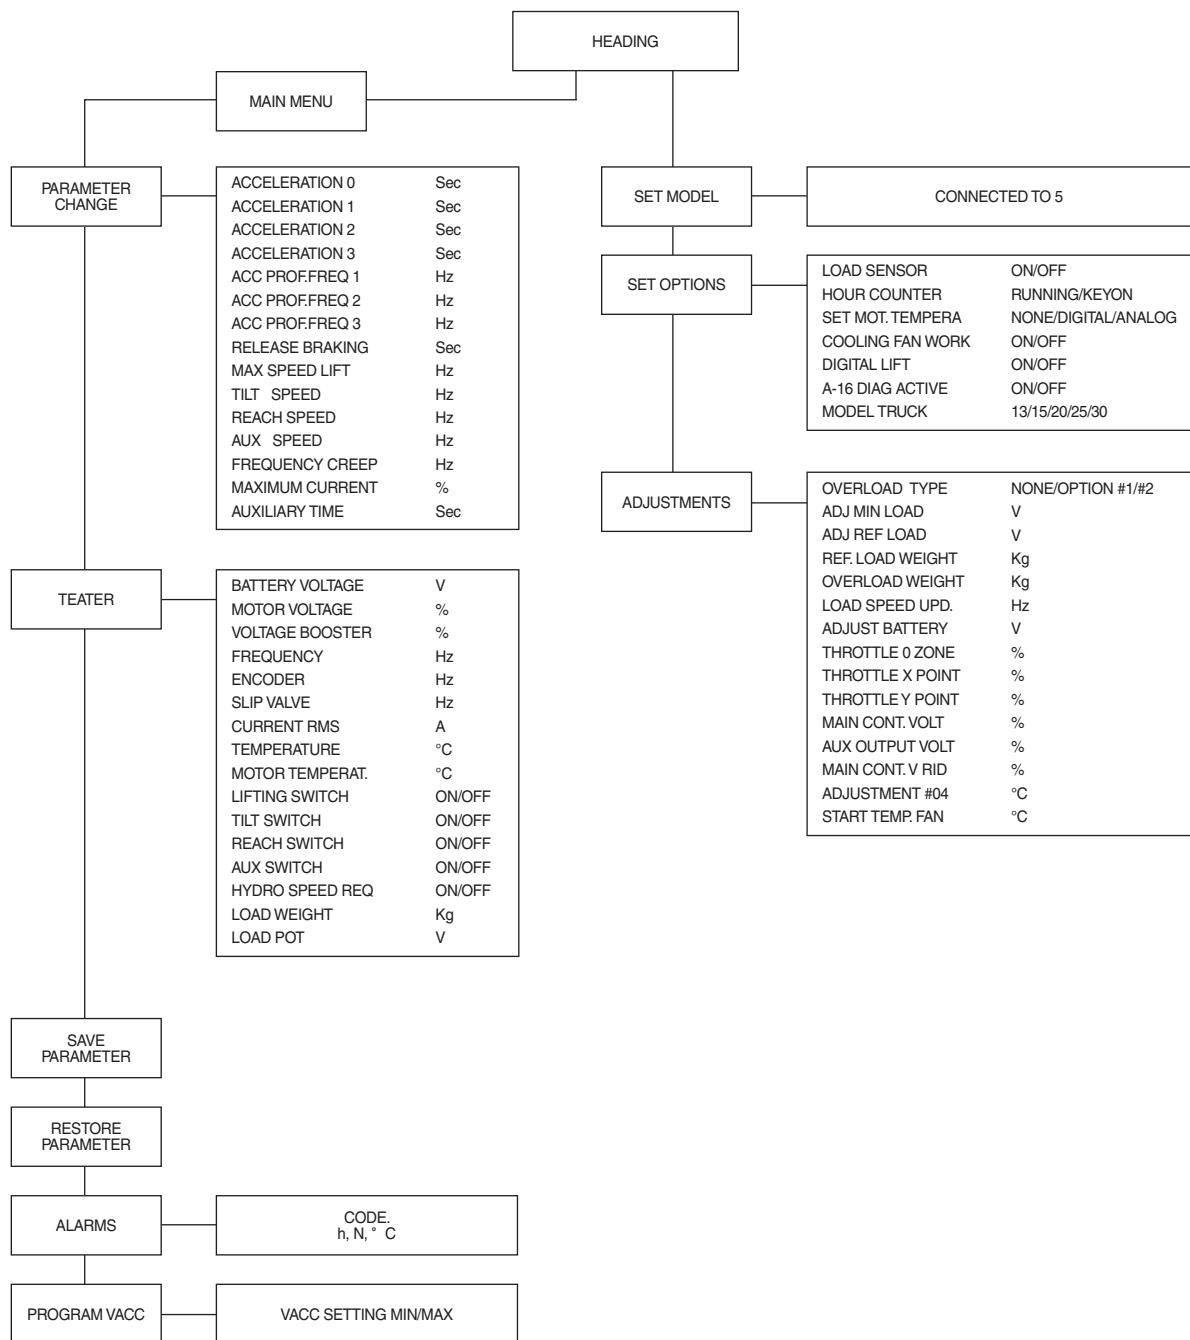 HEADING
MAIN MENU
PARAMETER
CHANGE
ACCELERATION 0 Sec
ACCELERATION 1 Sec
ACCELERATION 2 Sec
ACCELERATION 3 Sec
ACC PROF.FREQ 1 Hz
ACC PROF.FREQ 2 Hz
ACC PROF.FREQ 3 Hz
RELEASE BRAKING Sec
MAX SPEED LIFT Hz
TILT SPEED Hz
REACH SPEED Hz
AUX SPEED Hz
FREQUENCY CREEP Hz
MAXIMUM CURRENT %
AUXILIARY TIME Sec
TEATER
BATTERY VOLTAGE V
MOTOR VOLTAGE %
VOLTAGE BOOSTER %
FREQUENCY Hz
ENCODER Hz
SLIP VALVE Hz
CURRENT RMS A
TEMPERATURE °C
MOTOR TEMPERAT. °C
LIFTING SWITCH ON/OFF
TILT SWITCH ON/OFF
REACH SWITCH ON/OFF
AUX SWITCH ON/OFF
HYDRO SPEED REQ ON/OFF
LOAD WEIGHT Kg
LOAD POT V
SAVE
PARAMETER
RESTORE
PARAMETER
ALARMS
CODE.
h, N, ° C
PROGRAM VACC
VACC SETTING MIN/MAX
SET MODEL
CONNECTED TO 5
SET OPTIONS
LOAD SENSOR ON/OFF
HOUR COUNTER RUNNING/KEYON
SET MOT. TEMPERA NONE/DIGITAL/ANALOG
COOLING FAN WORK ON/OFF
DIGITAL LIFT ON/OFF
A-16 DIAG ACTIVE ON/OFF
MODEL TRUCK 13/15/20/25/30
ADJUSTMENTS
OVERLOAD TYPE NONE/OPTION #1/#2
ADJ MIN LOAD V
ADJ REF LOAD V
REF. LOAD WEIGHT Kg
OVERLOAD WEIGHT Kg
LOAD SPEED UPD. Hz
ADJUST BATTERY V
THROTTLE 0 ZONE %
THROTTLE X POINT %
THROTTLE Y POINT %
MAIN CONT. VOLT %
AUX OUTPUT VOLT %
MAIN CONT. V RID %
ADJUSTMENT #04 °C
START TEMP. FAN °C